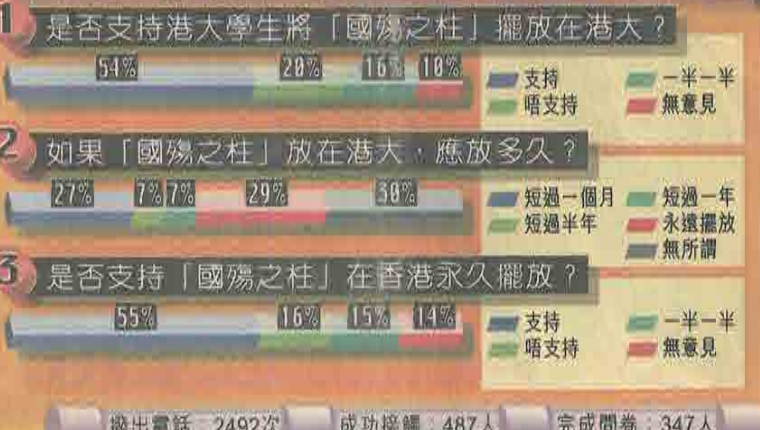 1 是否支持港大學生將「國殤之柱」擺放在港大？
54% 20% 16% 10%
支持 一半一半
唔支持 無意見
2 如果「國殤之柱」放在港大，應放多久？
27% 7% 7% 29% 30%
短過一個月 短過一年
短過半年 永遠擺放
無所謂
3 是否支持「國殤之柱」在香港永久擺放？
55% 16% 15% 14%
支持 一半一半
唔支持 無意見
撥出電話：2492次 成功接觸：487人 完成問卷：347人